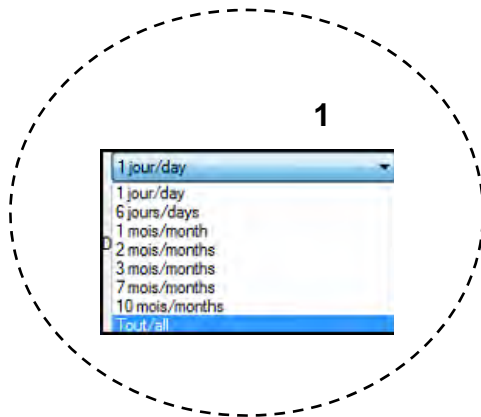 1
1 jour/day
1 jour/day
6 jours/days
1 mois/month
D
2 mois/months
3 mois/months
7 mois/months
10 mois/months
Tout/all